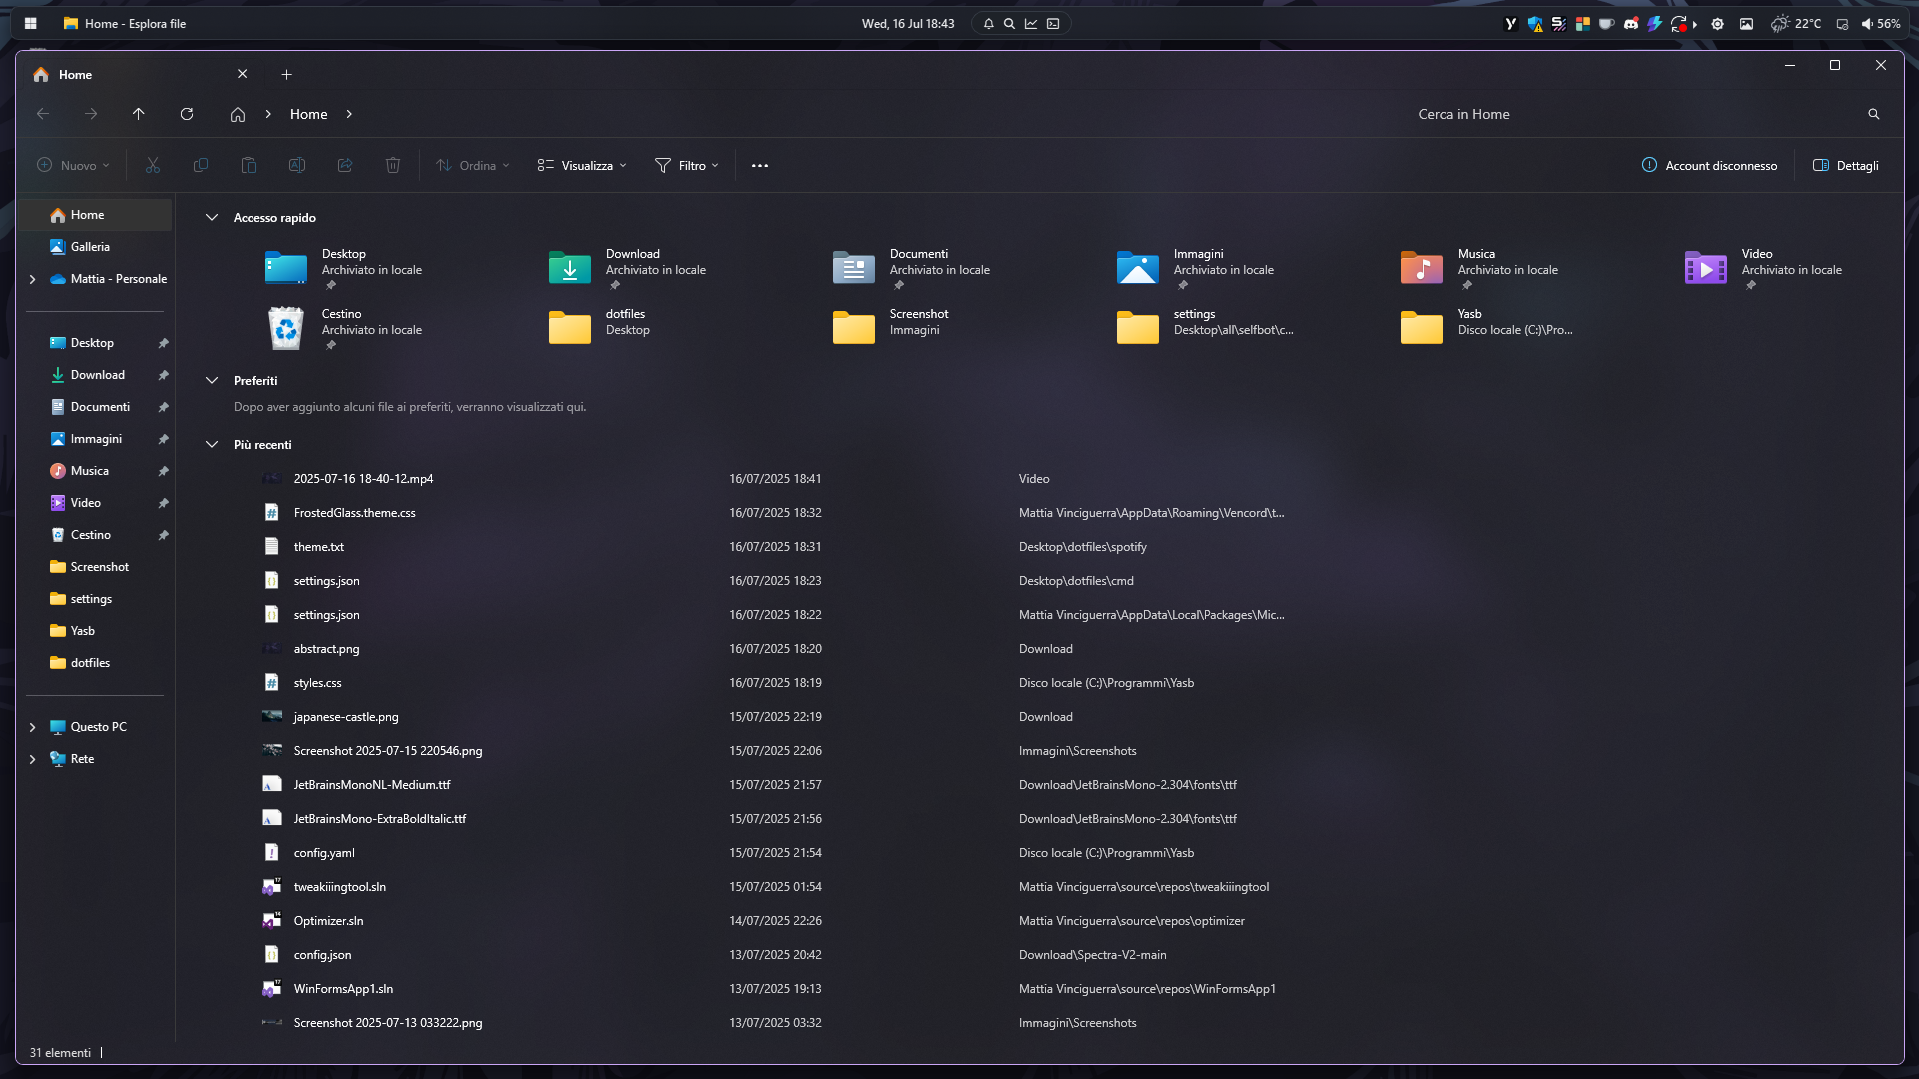 Home - Esplora file
Wed, 16 Jul 18:43
22°C
56%
Home
Home
Cerca in Home
Nuovo
Ordina
Visualizza
Filtro
Account disconnesso
Dettagli
Home
Galleria
Mattia - Personale
Desktop
Download
Documenti
Immagini
Musica
Video
Cestino
Screenshot
settings
Yasb
dotfiles
Questo PC
Rete
Accesso rapido
Desktop
Archiviato in locale
Download
Archiviato in locale
Documenti
Archiviato in locale
Immagini
Archiviato in locale
Musica
Archiviato in locale
Video
Archiviato in locale
Cestino
Archiviato in locale
dotfiles
Desktop
Screenshot
Immagini
settings
Desktop\all\selfbot\c...
Yasb
Disco locale (C:)\Pro...
Preferiti
Dopo aver aggiunto alcuni file ai preferiti, verranno visualizzati qui.
Più recenti
2025-07-16 18-40-12.mp4 16/07/2025 18:41 Video
FrostedGlass.theme.css 16/07/2025 18:32 Mattia Vinciguerra\AppData\Roaming\Vencord\t...
theme.txt 16/07/2025 18:31 Desktop\dotfiles\spotify
settings.json 16/07/2025 18:23 Desktop\dotfiles\cmd
settings.json 16/07/2025 18:22 Mattia Vinciguerra\AppData\Local\Packages\Mic...
abstract.png 16/07/2025 18:20 Download
styles.css 16/07/2025 18:19 Disco locale (C:)\Programmi\Yasb
japanese-castle.png 15/07/2025 22:19 Download
Screenshot 2025-07-15 220546.png 15/07/2025 22:06 Immagini\Screenshots
JetBrainsMonoNL-Medium.ttf 15/07/2025 21:57 Download\JetBrainsMono-2.304\fonts\ttf
JetBrainsMono-ExtraBoldItalic.ttf 15/07/2025 21:56 Download\JetBrainsMono-2.304\fonts\ttf
config.yaml 15/07/2025 21:54 Disco locale (C:)\Programmi\Yasb
tweakiiingtool.sln 15/07/2025 01:54 Mattia Vinciguerra\source\repos\tweakiiingtool
Optimizer.sln 14/07/2025 22:26 Mattia Vinciguerra\source\repos\optimizer
config.json 13/07/2025 20:42 Download\Spectra-V2-main
WinFormsApp1.sln 13/07/2025 19:13 Mattia Vinciguerra\source\repos\WinFormsApp1
Screenshot 2025-07-13 033222.png 13/07/2025 03:32 Immagini\Screenshots
31 elementi